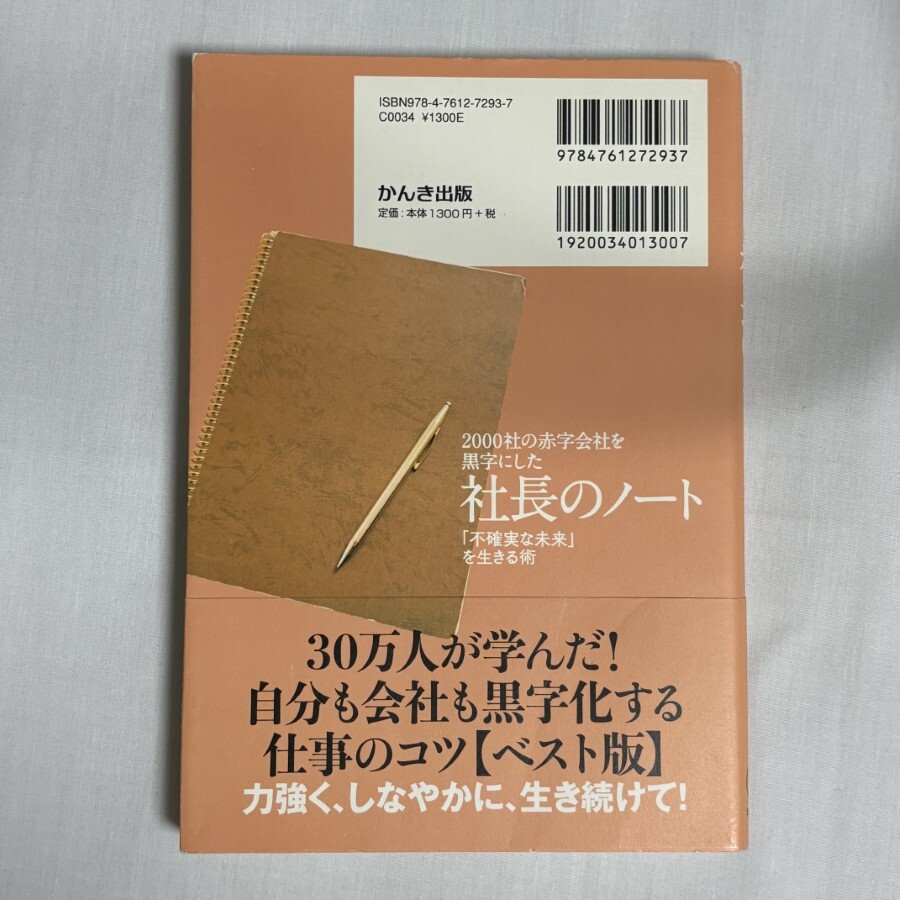 ISBN978-4-7612-7293-7
C0034 ¥1300E
9784761272937
かんき出版
定価:本体1300円+税
1920034013007
2000社の赤字会社を
黒字にした
社長のノート
「不確実な未来」
を生きる術
30万人が学んだ!
自分も会社も黒字化する
仕事のコツ【ベスト版】
力強く、しなやかに、生き続けて!